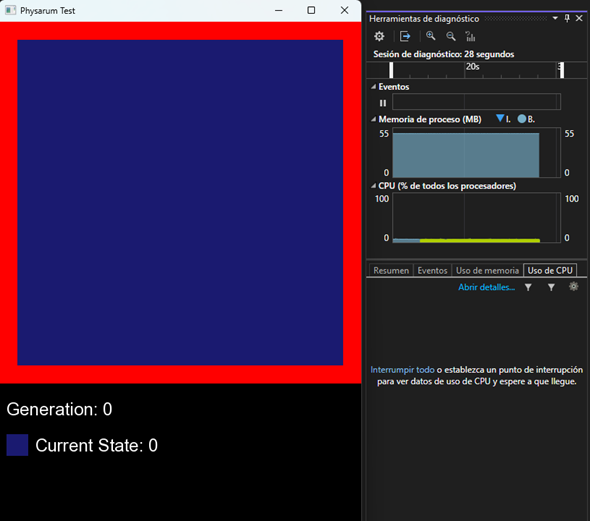 Physarum Test
Generation: 0
Current State: 0
Herramientas de diagnóstico
Sesión de diagnóstico: 28 segundos
20s
Eventos
Memoria de proceso (MB) I. B.
55 55
0 0
CPU (% de todos los procesadores)
100 100
0 0
Resumen Eventos Uso de memoria Uso de CPU
Abrir detalles...
Interrumpir todo o establezca un punto de interrupción
para ver datos de uso de CPU y espere a que llegue.